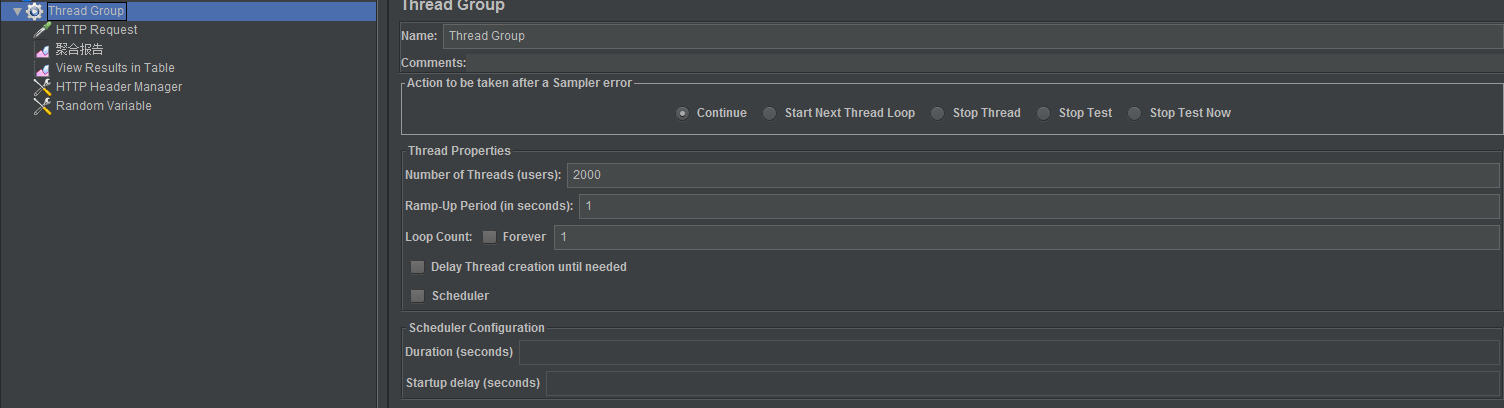 Thread Group
HTTP Request
聚合报告
View Results in Table
HTTP Header Manager
Random Variable
Thread Group
Name: Thread Group
Comments:
Action to be taken after a Sampler error
Continue Start Next Thread Loop Stop Thread Stop Test Stop Test Now
Thread Properties
Number of Threads (users): 2000
Ramp-Up Period (in seconds): 1
Loop Count: Forever 1
Delay Thread creation until needed
Scheduler
Scheduler Configuration
Duration (seconds)
Startup delay (seconds)